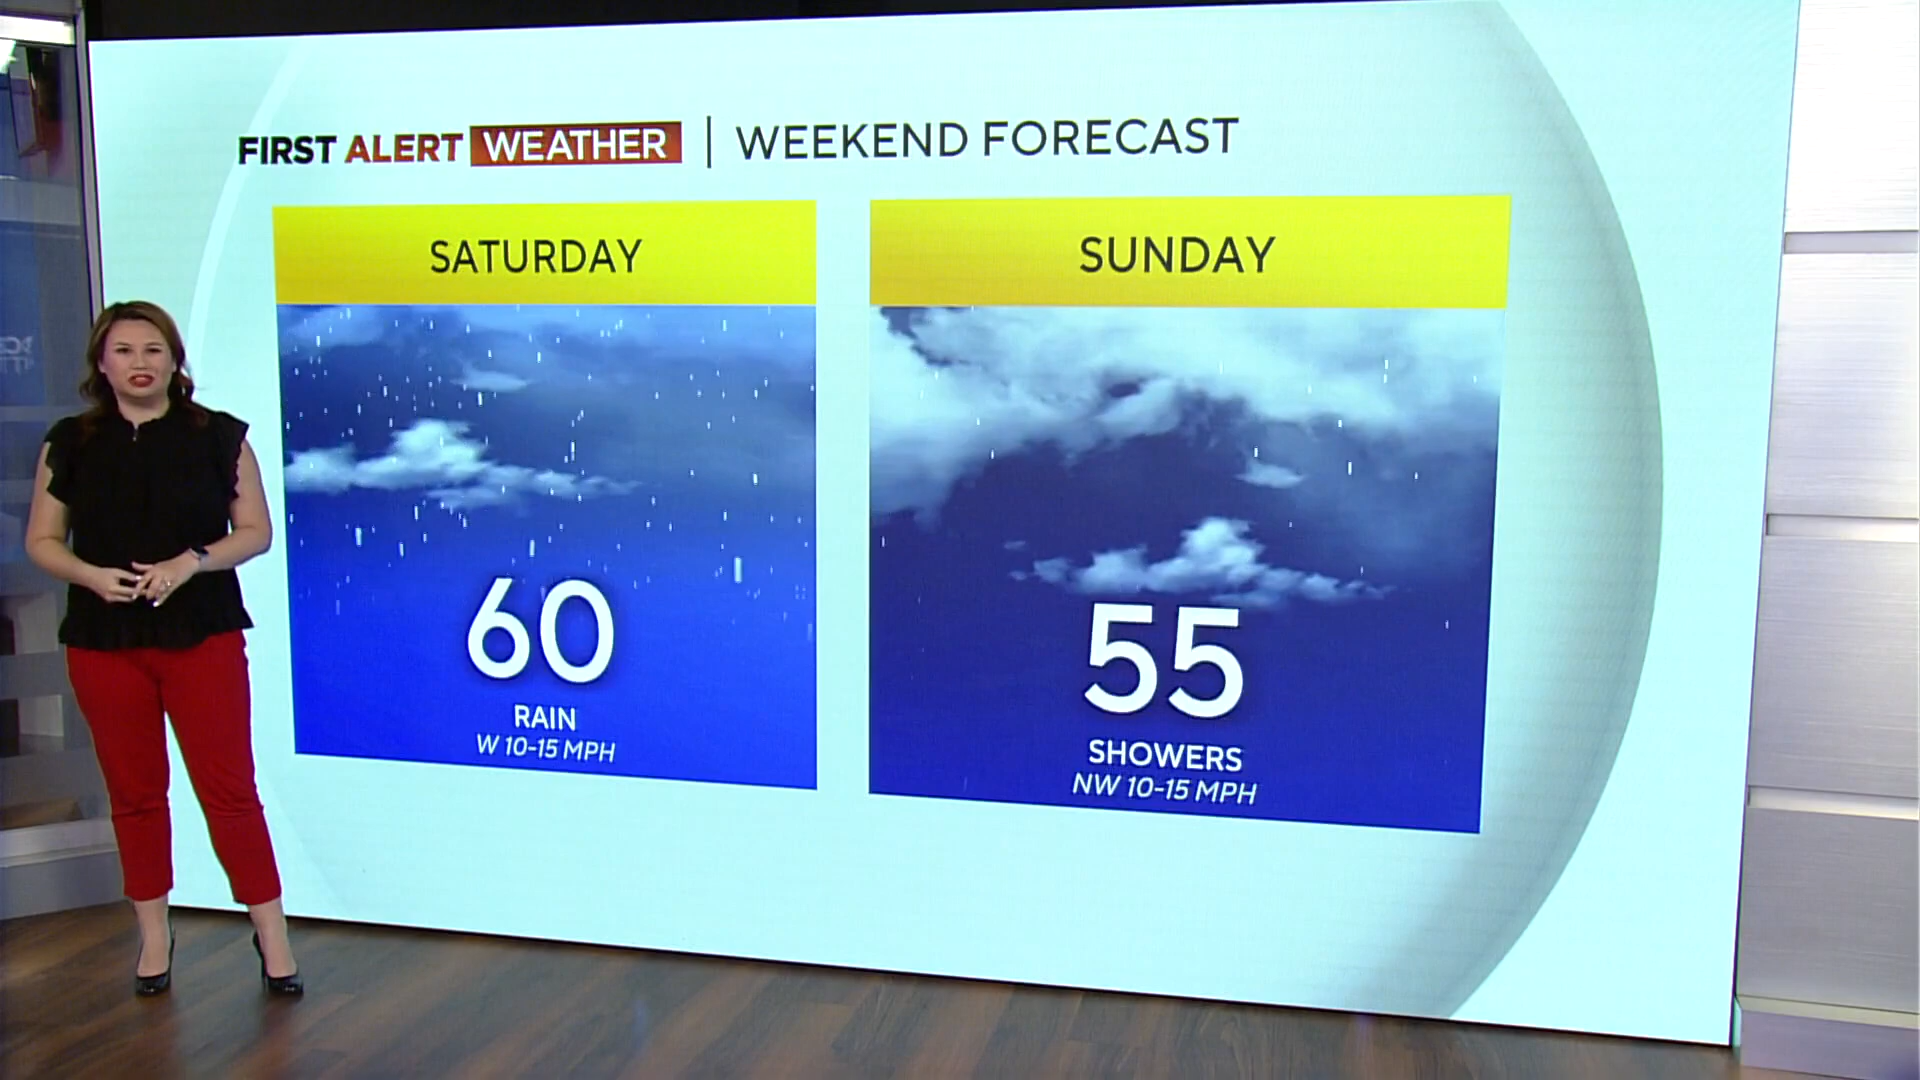 FIRST ALERT WEATHER | WEEKEND FORECAST
SATURDAY
60
RAIN
W 10-15 MPH
SUNDAY
55
SHOWERS
NW 10-15 MPH